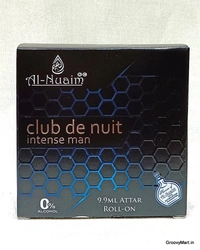 Al-Nuaim
club de nuit
intense man
0%
ALCOHOL
9.9ML ATTAR
ROLL-ON
GroovyMart.in